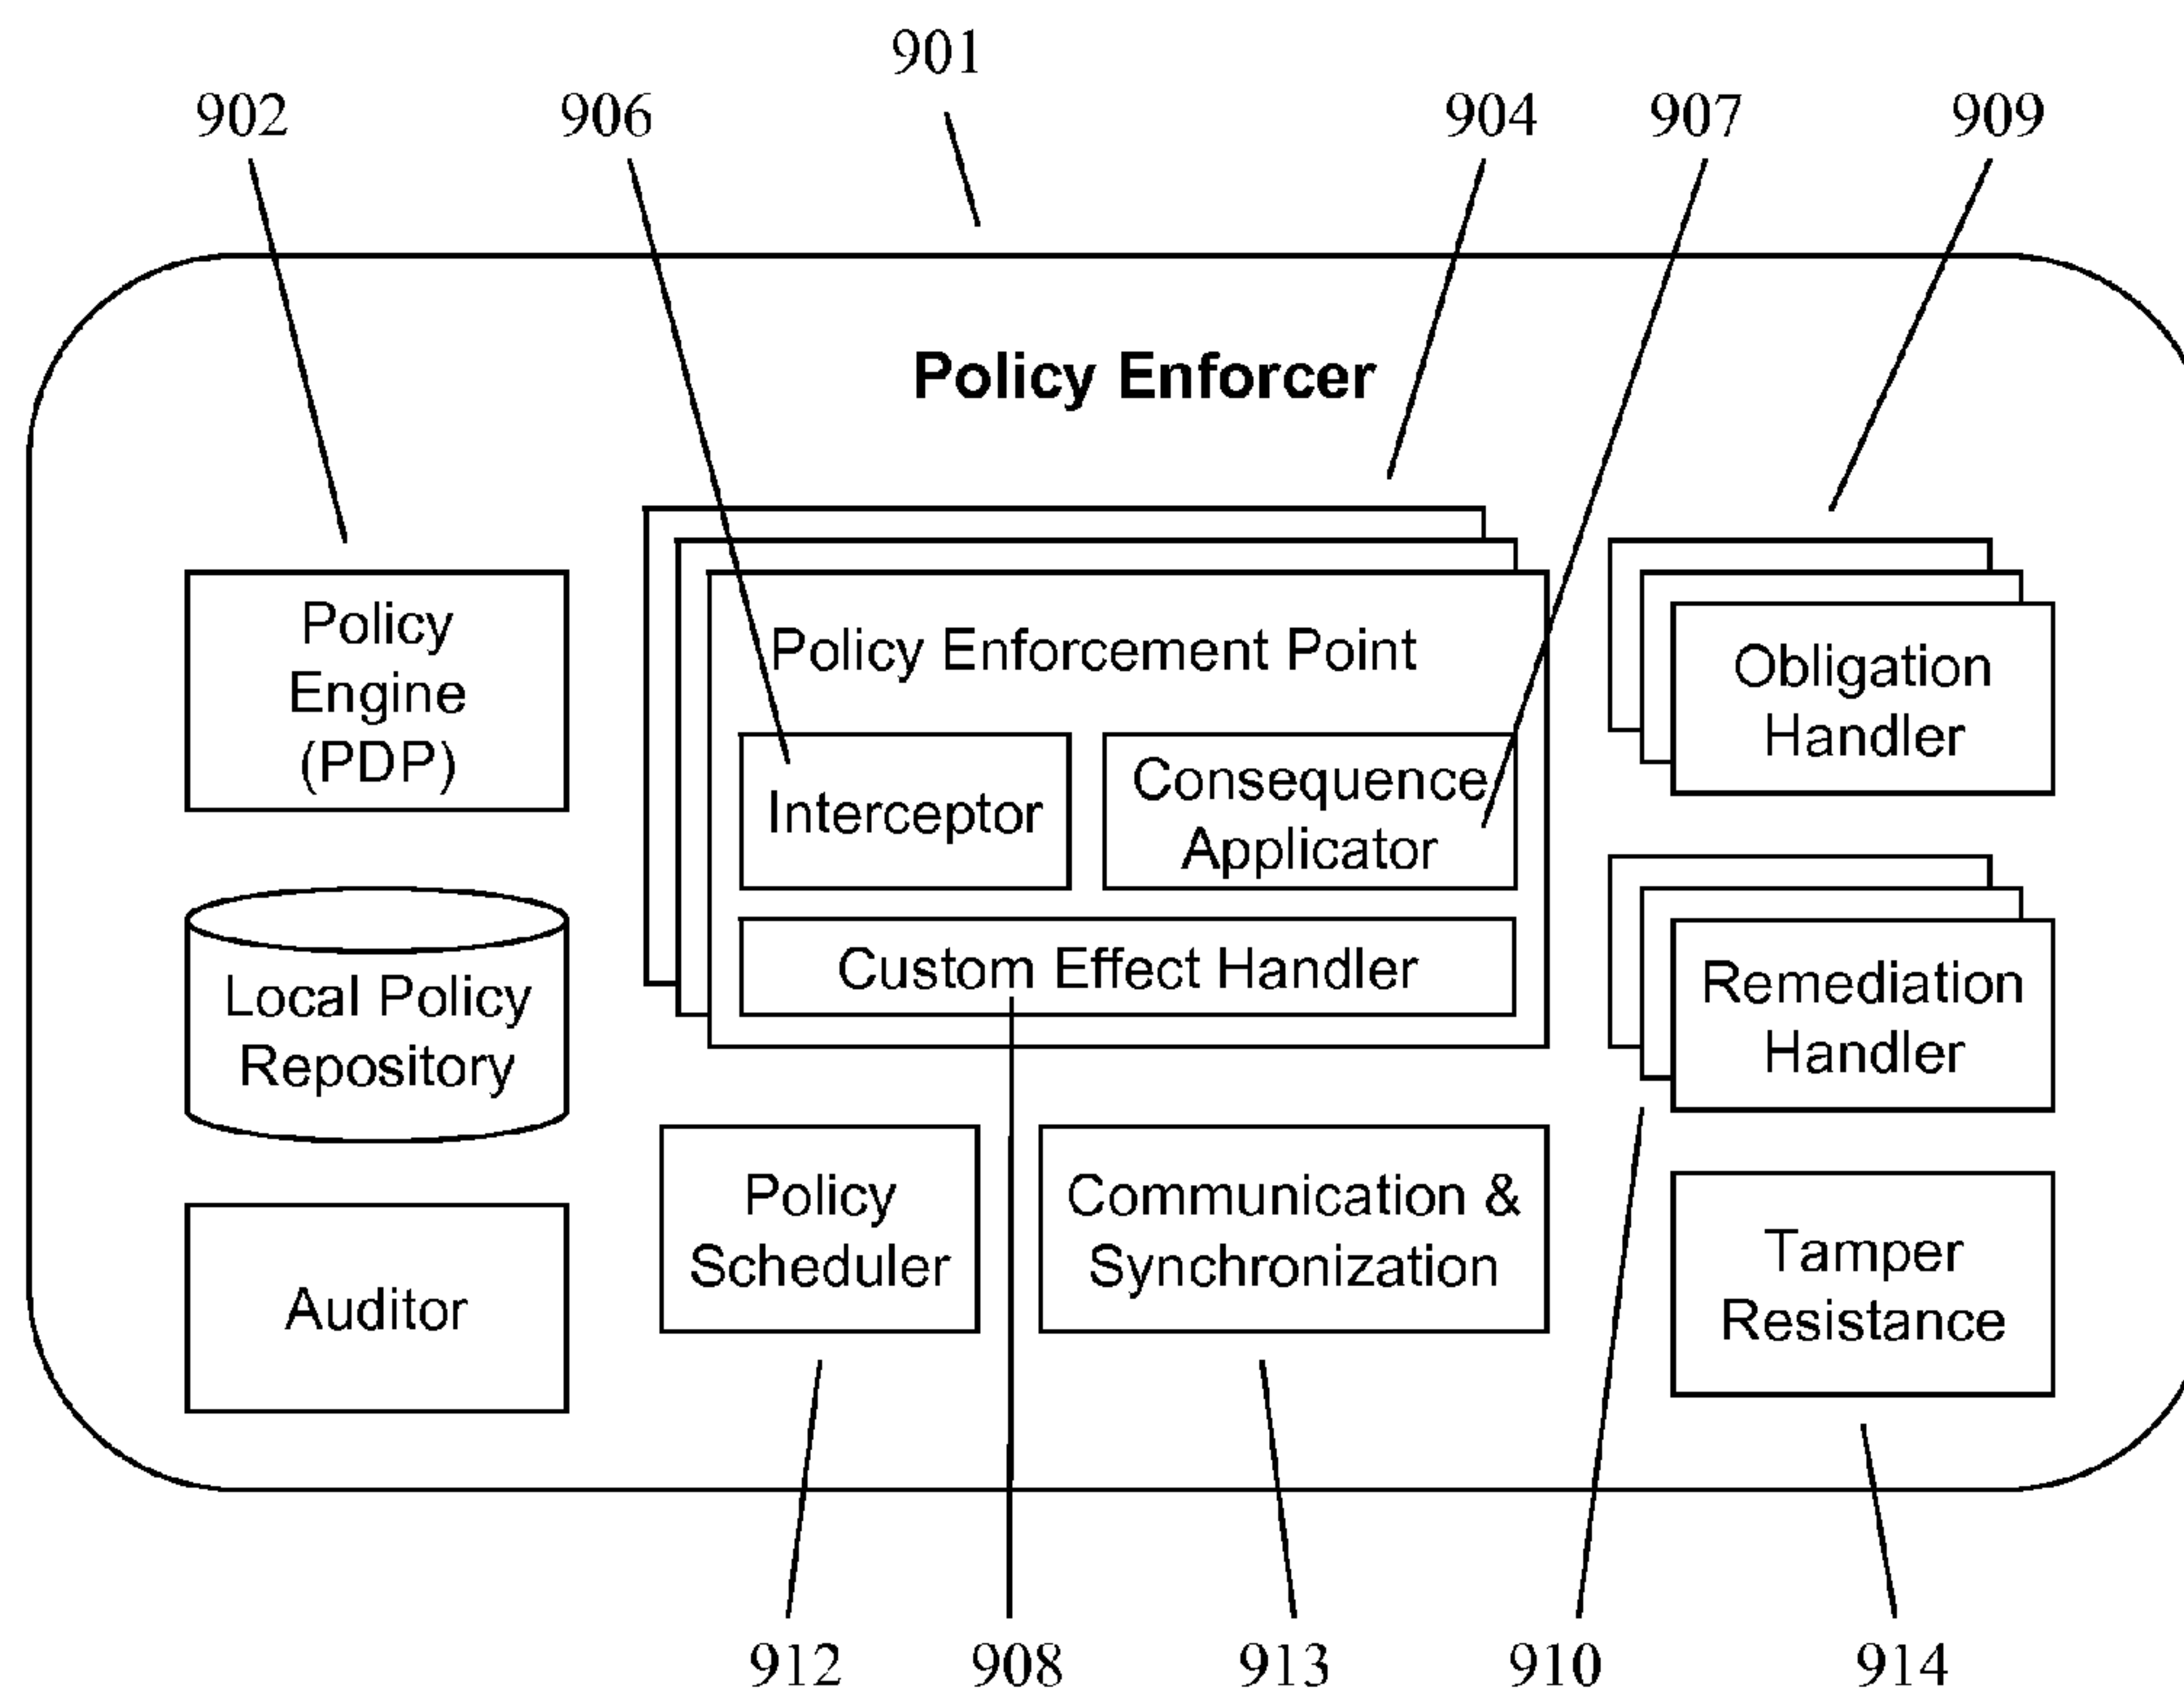 901
902
906
904
907
909
Policy Enforcer
Policy
Engine
(PDP)
Policy Enforcement Point
Interceptor
Consequence
Applicator
Custom Effect Handler
Obligation
Handler
Local Policy
Repository
Remediation
Handler
Auditor
Policy
Scheduler
Communication &
Synchronization
Tamper
Resistance
912
908
913
910
914